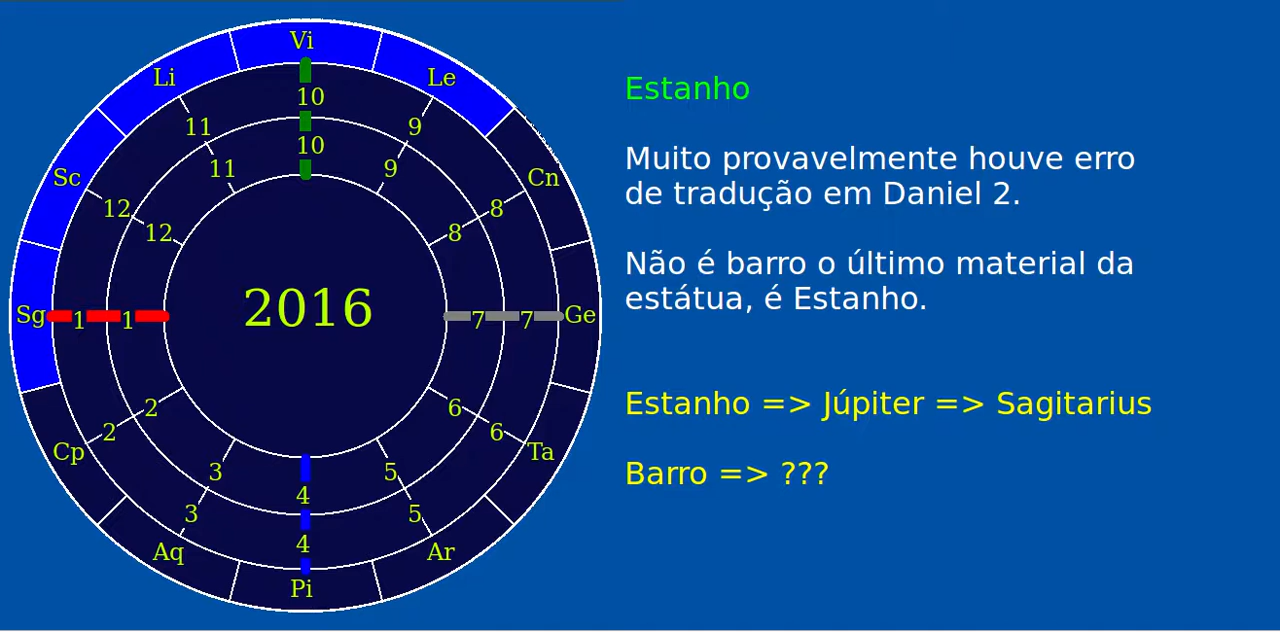 Vi
Li
Le
10
11
9
10
Sc
11
9
Cn
12
8
12
8
2016
Sg
1
1
7
7
Ge
2
6
2
6
Cp
Ta
3
5
4
3
5
4
Aq
Ar
Pi
Estanho
Muito provavelmente houve erro
de tradução em Daniel 2.
Não é barro o último material da
estátua, é Estanho.
Estanho => Júpiter => Sagitarius
Barro => ???